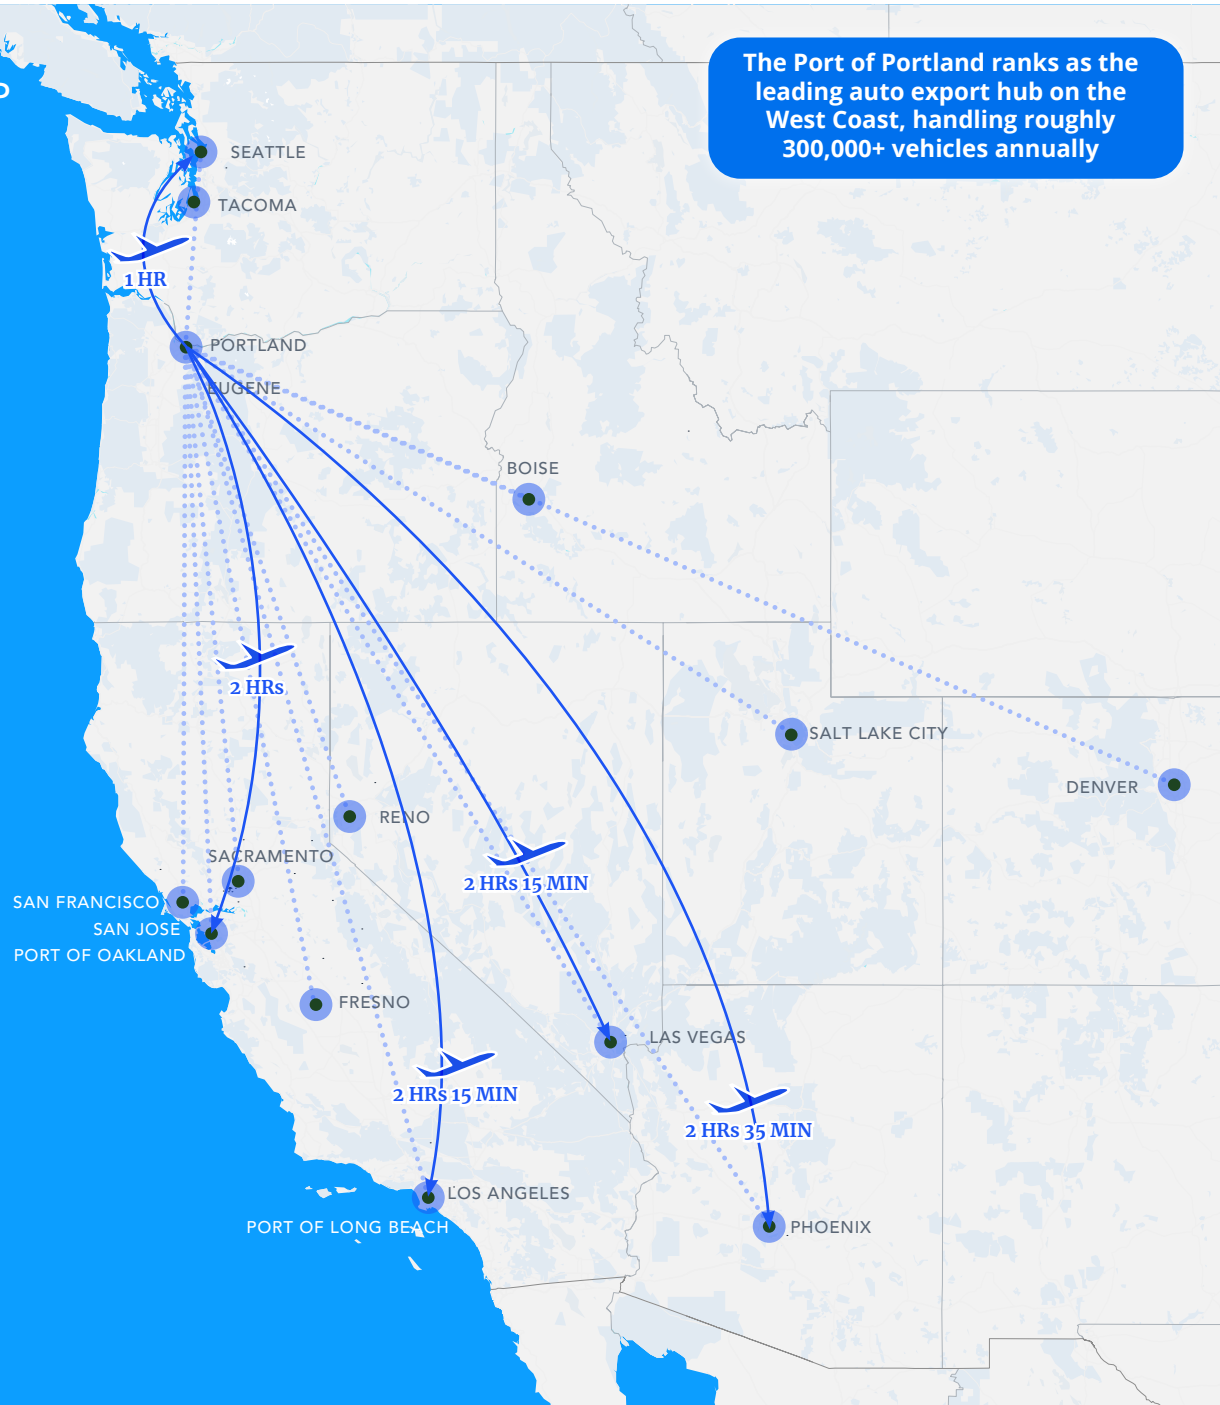 The Port of Portland ranks as the
leading auto export hub on the
West Coast, handling roughly
300,000+ vehicles annually
SEATTLE
TACOMA
1 HR
PORTLAND
EUGENE
BOISE
2 HRs
SALT LAKE CITY
DENVER
RENO
SACRAMENTO
2 HRs 15 MIN
SAN FRANCISCO
SAN JOSE
PORT OF OAKLAND
FRESNO
LAS VEGAS
2 HRs 15 MIN
2 HRs 35 MIN
LOS ANGELES
PORT OF LONG BEACH
PHOENIX